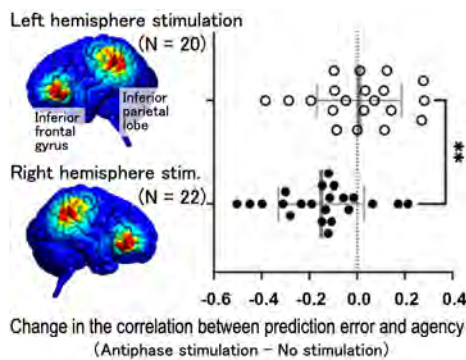 Left hemisphere stimulation
(N = 20)
Inferior frontal gyrus
Inferior parietal lobe
Right hemisphere stim.
(N = 22)
**
-0.6 -0.4 -0.2 0.0 0.2 0.4
Change in the correlation between prediction error and agency
(Antiphase stimulation – No stimulation)